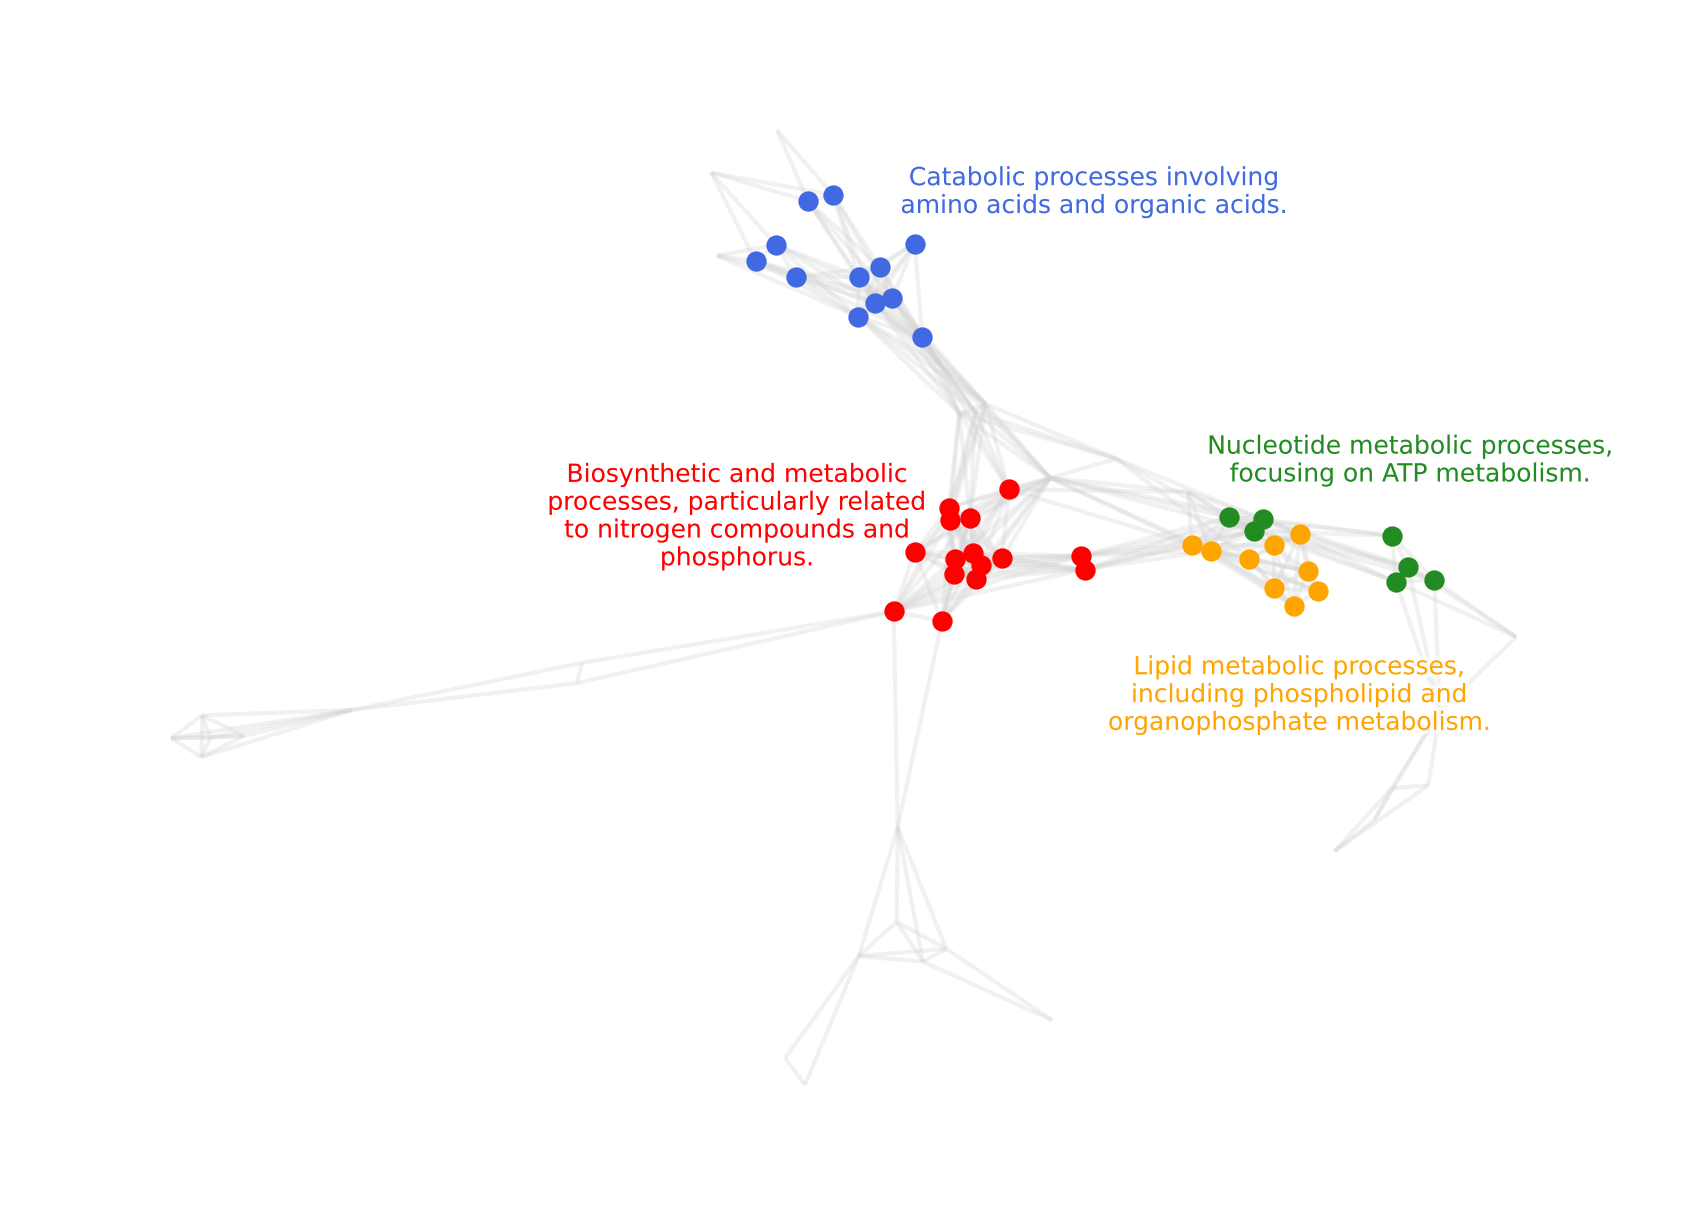 Catabolic processes involving
amino acids and organic acids.
Nucleotide metabolic processes,
focusing on ATP metabolism.
Biosynthetic and metabolic
processes, particularly related
to nitrogen compounds and
phosphorus.
Lipid metabolic processes,
including phospholipid and
organophosphate metabolism.